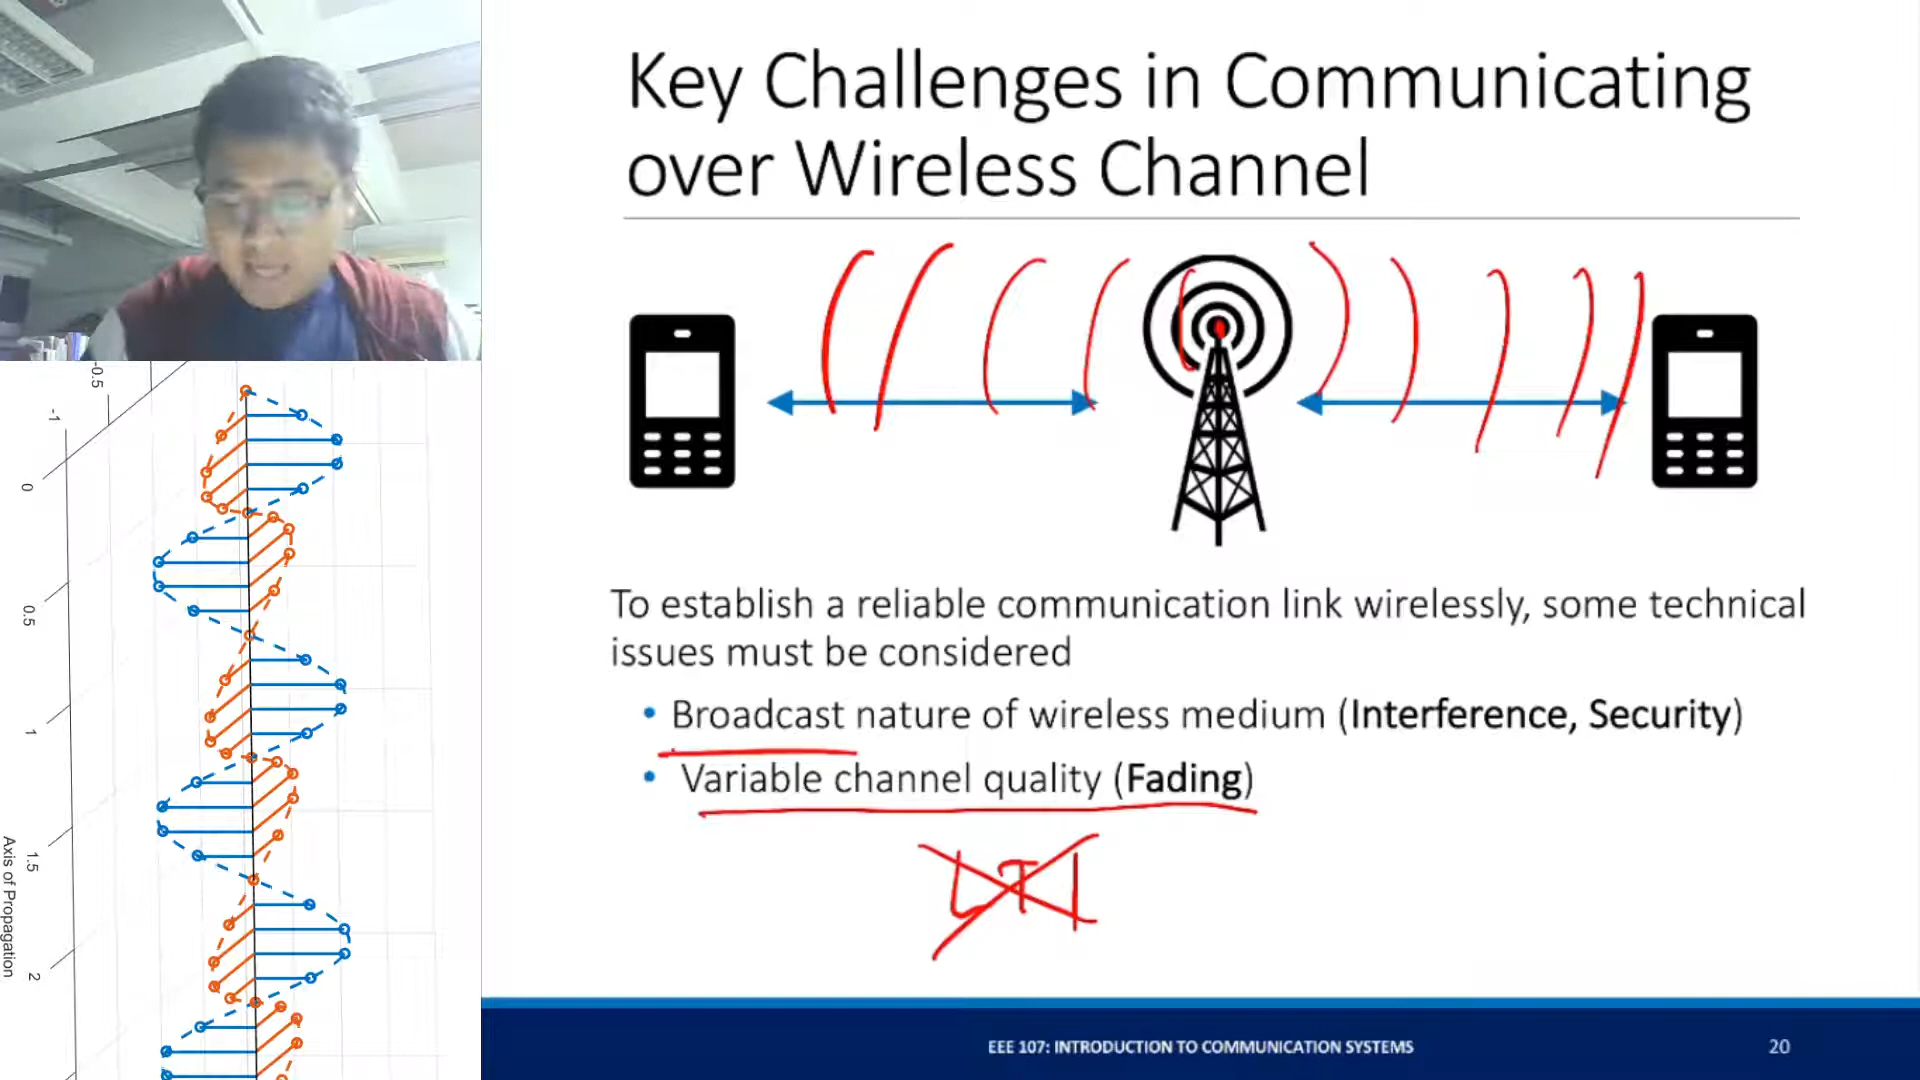 Key Challenges in Communicating
over Wireless Channel
To establish a reliable communication link wirelessly, some technical
issues must be considered
• Broadcast nature of wireless medium (Interference, Security)
• Variable channel quality (Fading)
LTI
EEE 107: INTRODUCTION TO COMMUNICATION SYSTEMS
20
-0.5
-1
0
0.5
1
1.5
2
Axis of Propagation